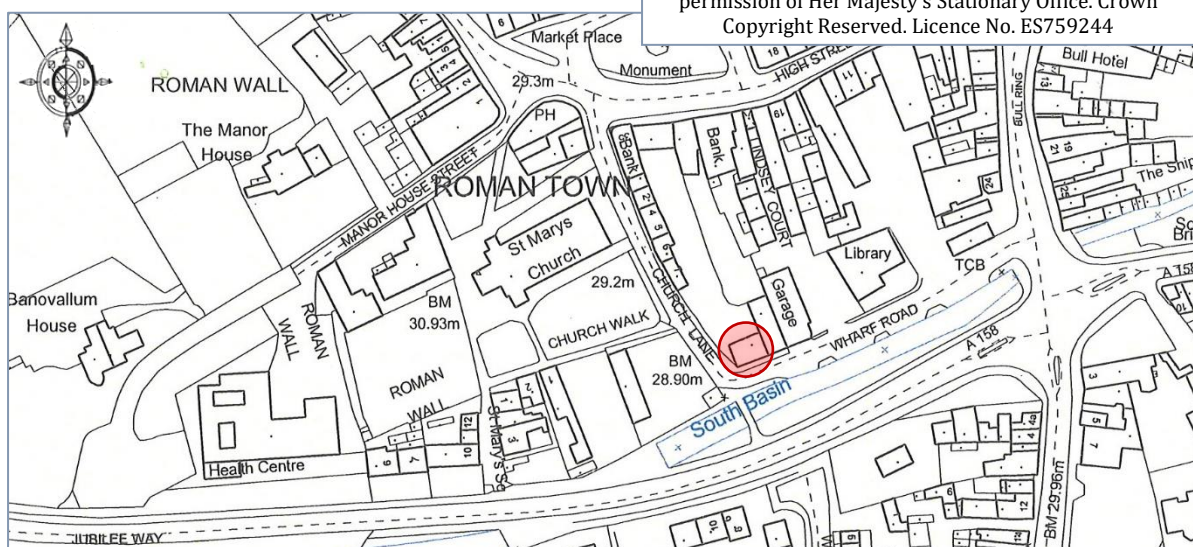 permission of Her Majesty's Stationary Office. Crown
Copyright Reserved. Licence No. ES759244
Market Place
Monument
HIGH STREE
Bull Hotel
BULL RING
29.3m
PH
ROMAN WALL
The Manor
House
MANOR HOUSE STREET
ROMAN TOWN
Bank
Bank
LINDSEY COURT
St Marys
Church
29.2m
CHURCH LANE
Library
Garage
TCB
The Ship
A 158
Banovallum
House
ROMAN
WALL
BM
30.93m
CHURCH WALK
BM
28.90m
WHARF ROAD
A 158
South Basin
ROMAN
WALL
St Mary's Sq
Health Centre
JUBILEE WAY
BM 29.96m